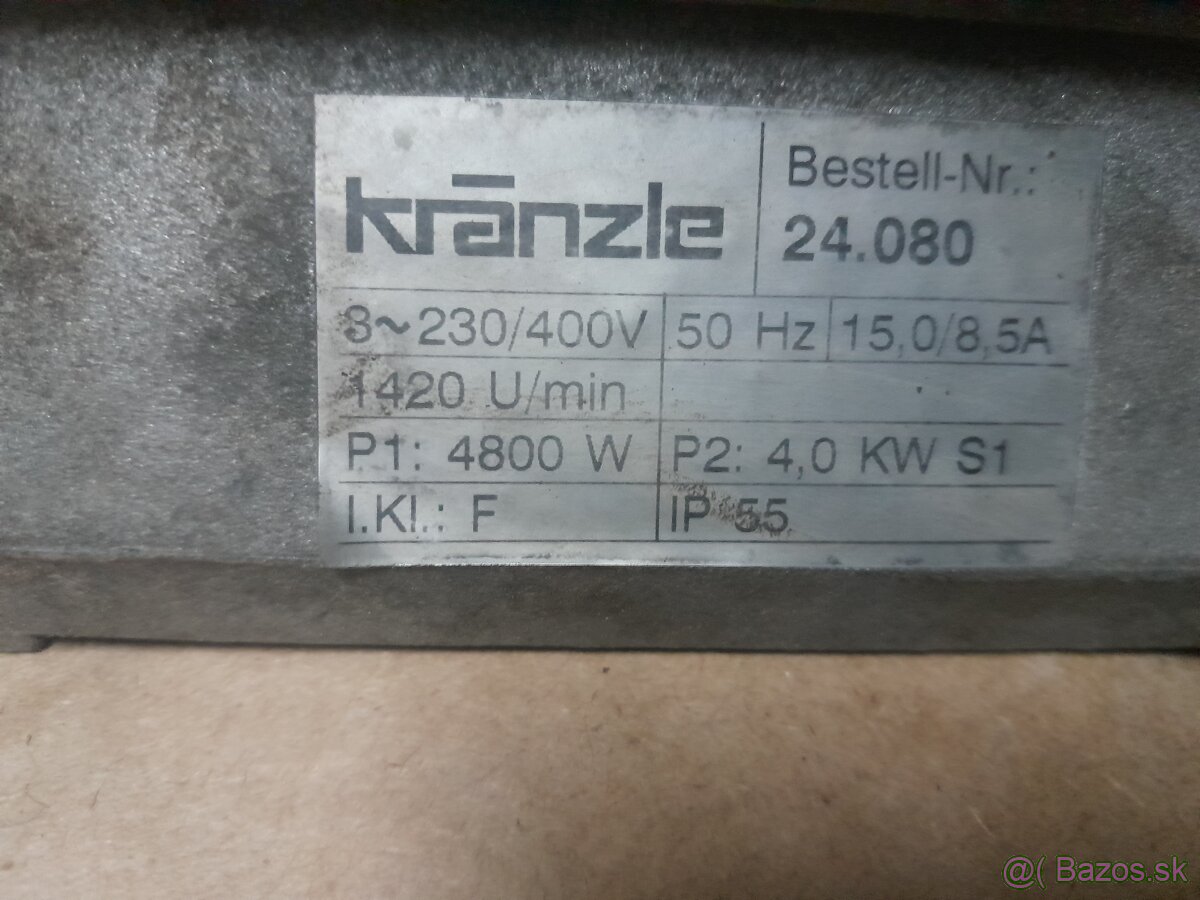 kränzle
Bestell-Nr.:
24.080
3~230/400V 50 Hz 15,0/8,5A
1420 U/min
P1: 4800 W P2: 4,0 KW S1
I.Kl.: F IP 55
@( Bazos.sk